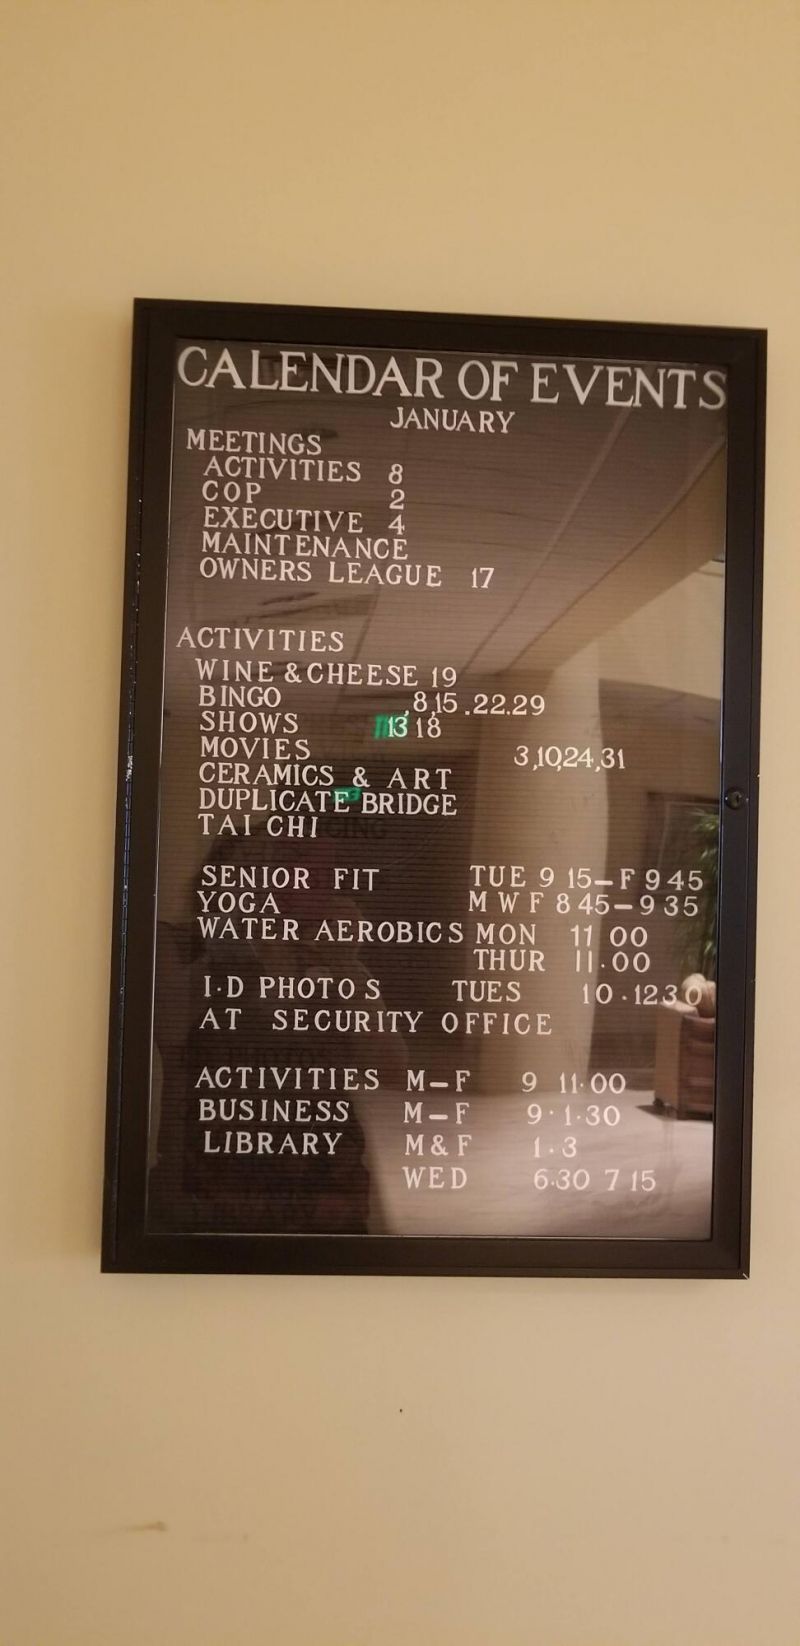 CALENDAR OF EVENTS
JANUARY
MEETINGS
ACTIVITIES 8
COP 2
EXECUTIVE 4
MAINTENANCE
OWNERS LEAGUE 17
ACTIVITIES
WINE & CHEESE 19
BINGO ,8,15.22.29
SHOWS 13 18
MOVIES 3,10,24,31
CERAMICS & ART
DUPLICATE BRIDGE
TAI CHI
SENIOR FIT TUE 9 15-F 9 45
YOGA M W F 8 45-9 35
WATER AEROBICS MON 11 00
THUR 11.00
I.D PHOTOS TUES 10.12.30
AT SECURITY OFFICE
ACTIVITIES M-F 9 11.00
BUSINESS M-F 9.1.30
LIBRARY M&F 1.3
WED 6.30 7 15